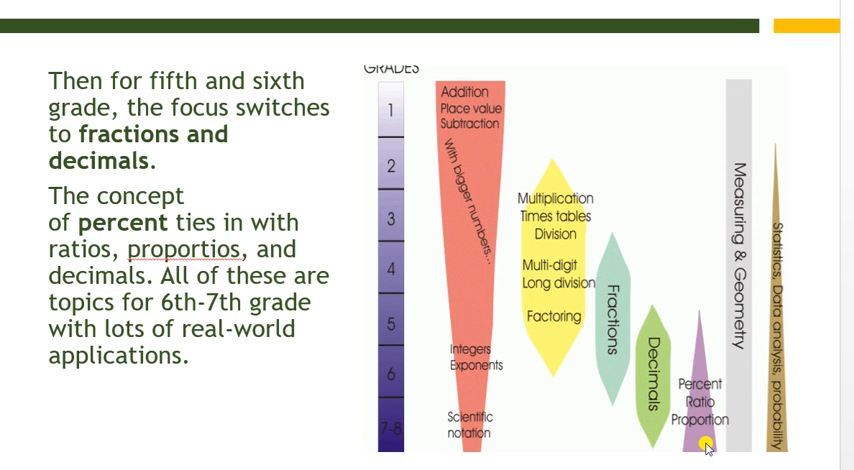 Then for fifth and sixth
grade, the focus switches
to fractions and
decimals.
The concept
of percent ties in with
ratios, proportios, and
decimals. All of these are
topics for 6th-7th grade
with lots of real-world
applications.
GRADES
1
2
3
4
5
6
7-8
Addition
Place value
Subtraction
With bigger numbers...
Integers
Exponents
Scientific
notation
Multiplication
Times tables
Division
Multi-digit
Long division
Factoring
Fractions
Decimals
Percent
Ratio
Proportion
Measuring & Geometry
Statistics, Data analysis, probability